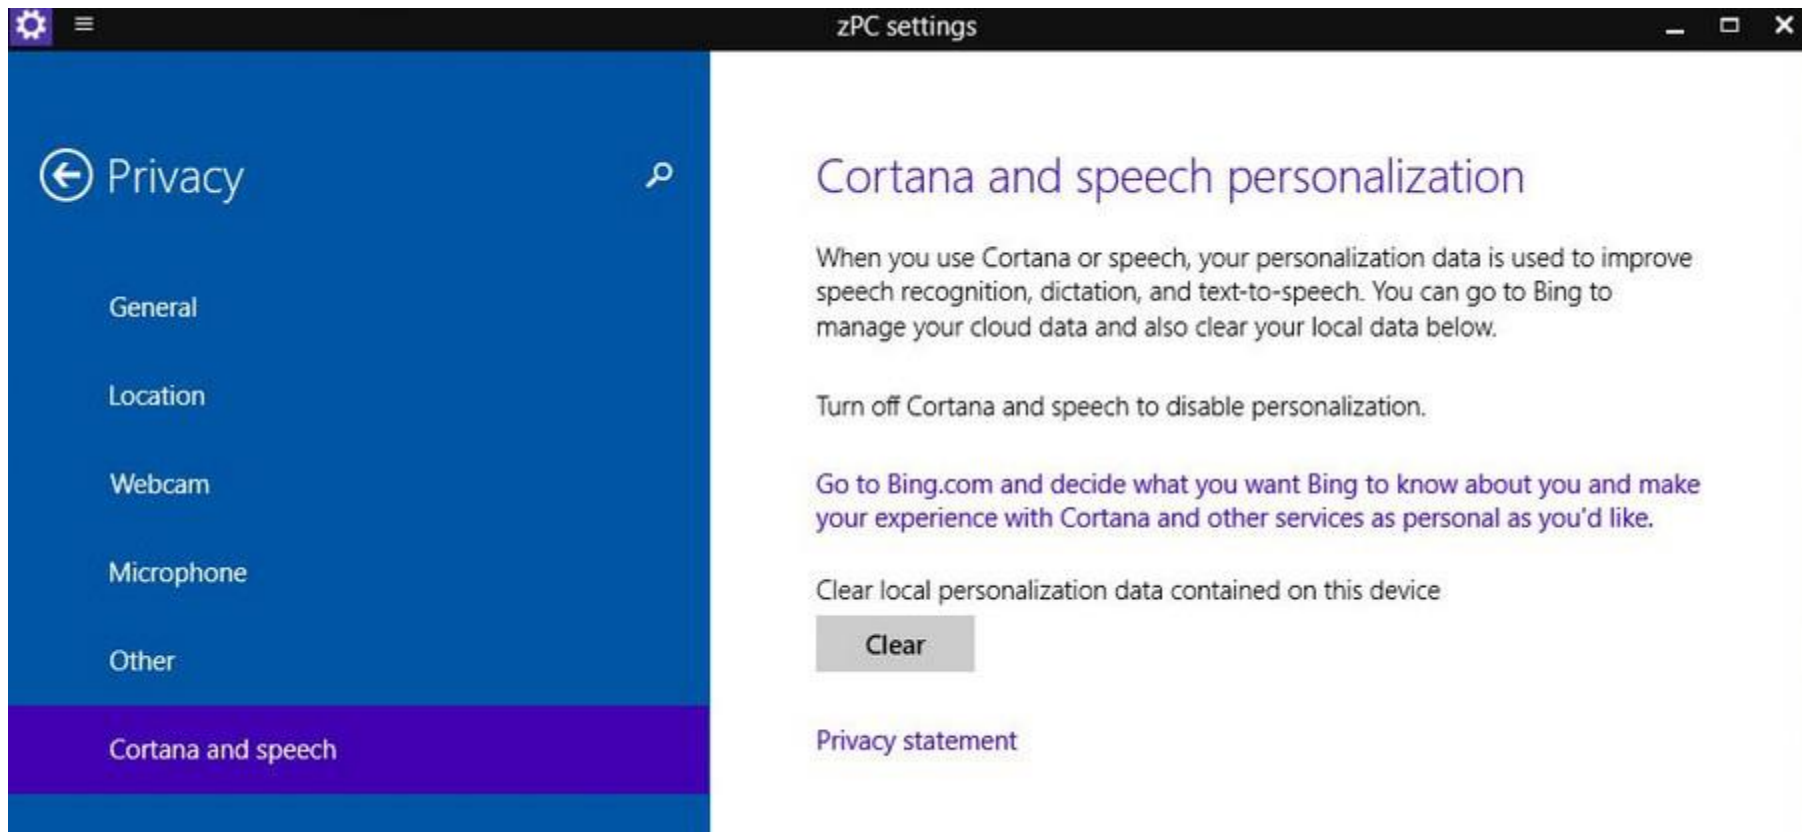 zPC settings
Privacy
General
Location
Webcam
Microphone
Other
Cortana and speech
Cortana and speech personalization
When you use Cortana or speech, your personalization data is used to improve
speech recognition, dictation, and text-to-speech. You can go to Bing to
manage your cloud data and also clear your local data below.
Turn off Cortana and speech to disable personalization.
Go to Bing.com and decide what you want Bing to know about you and make
your experience with Cortana and other services as personal as you'd like.
Clear local personalization data contained on this device
Clear
Privacy statement